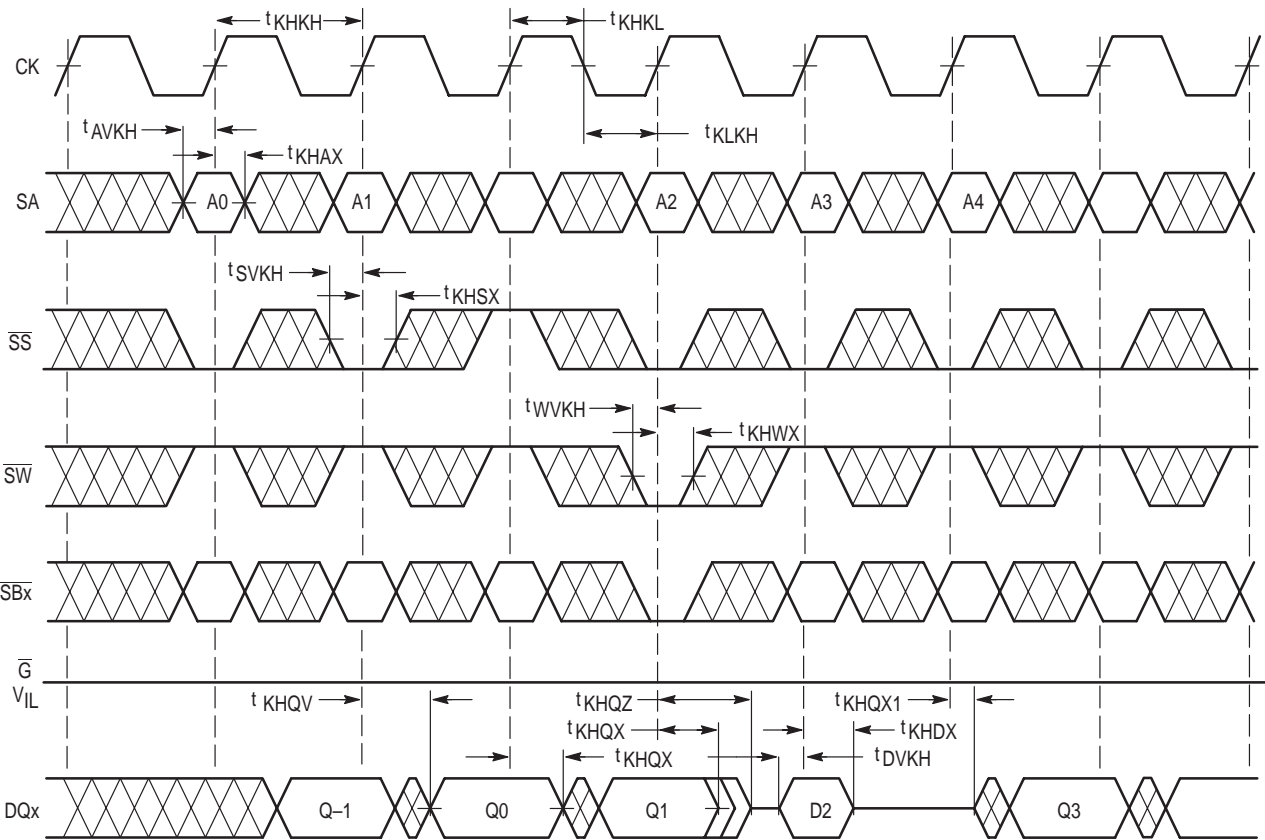 tKHKH
tKHKL
CK
tAVKH
tKLKH
tKHAX
SA
A0
A1
A2
A3
A4
tSVKH
tKHSX
SS
tWVKH
tKHWX
SW
SBx
G
VIL
tKHQV
tKHQZ
tKHQX1
tKHQX
tKHDX
tKHQX
tDVKH
DQx
Q–1
Q0
Q1
D2
Q3